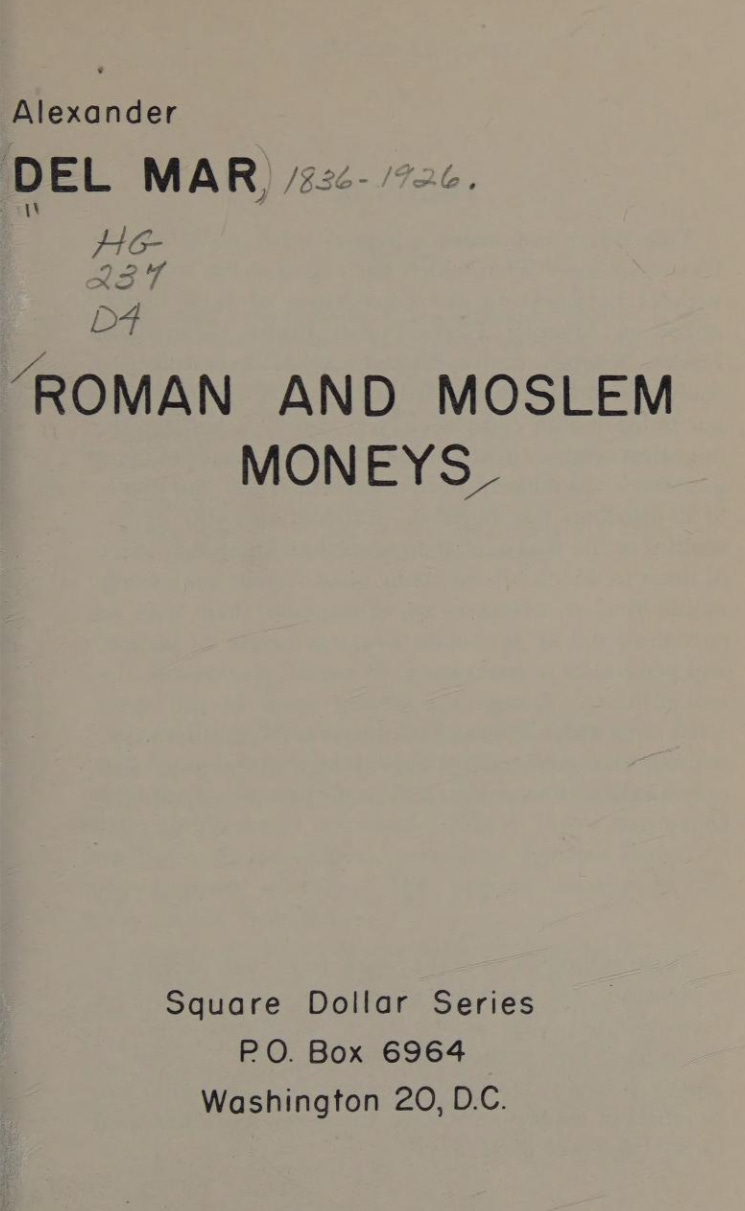 Alexander
DEL MAR, 1836-1926.
HG
237
D4
ROMAN AND MOSLEM
MONEYS
Square Dollar Series
P.O. Box 6964
Washington 20, D.C.